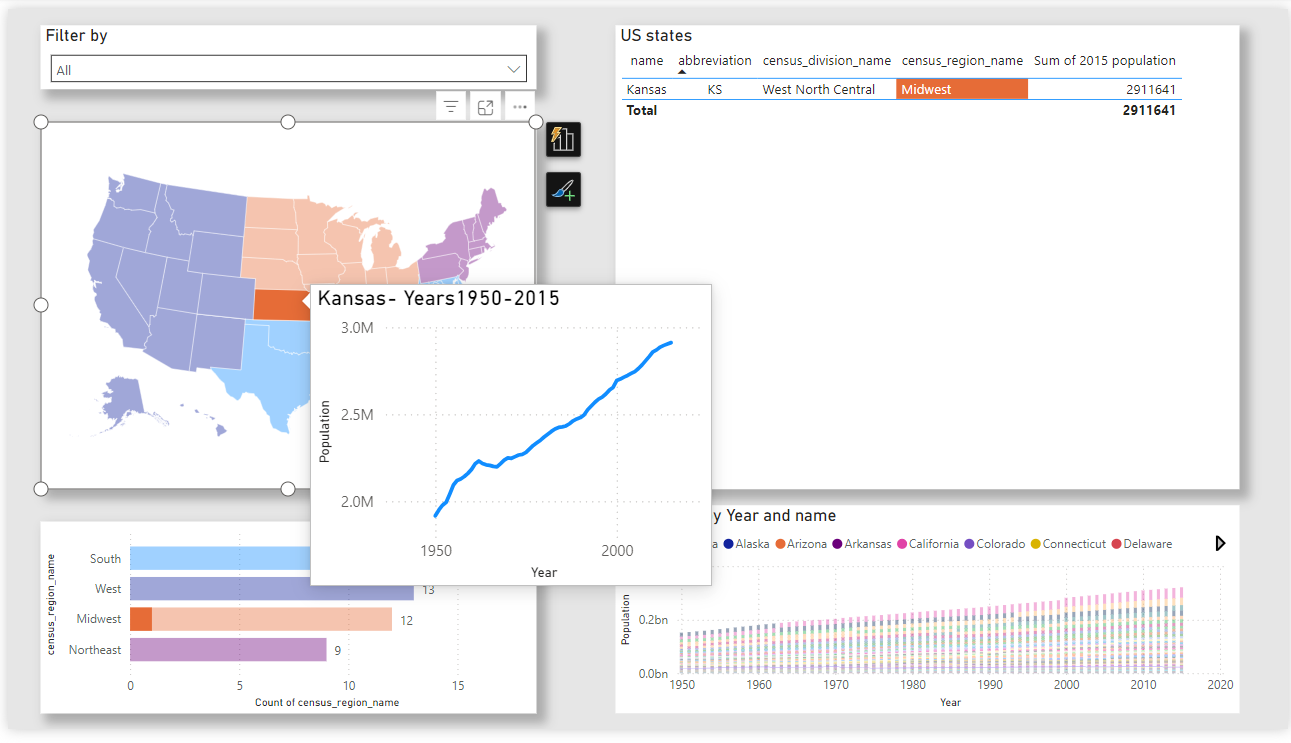 Filter by
All
US states
name abbreviation census_division_name census_region_name Sum of 2015 population
Kansas KS West North Central Midwest 2911641
Total 2911641
Kansas- Years1950-2015
3.0M
2.5M
2.0M
Population
1950 2000
Year
census_region_name
South
West 13
Midwest 12
Northeast 9
0 5 10 15
Count of census_region_name
y Year and name
a Alaska Arizona Arkansas California Colorado Connecticut Delaware
Population
0.2bn
0.0bn
1950 1960 1970 1980 1990 2000 2010 2020
Year